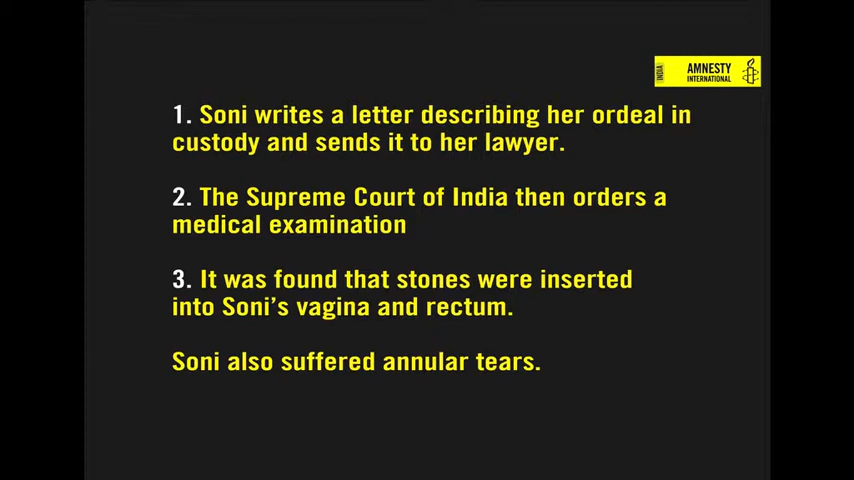 INDIA
AMNESTY
INTERNATIONAL
1. Soni writes a letter describing her ordeal in
custody and sends it to her lawyer.
2. The Supreme Court of India then orders a
medical examination
3. It was found that stones were inserted
into Soni's vagina and rectum.
Soni also suffered annular tears.